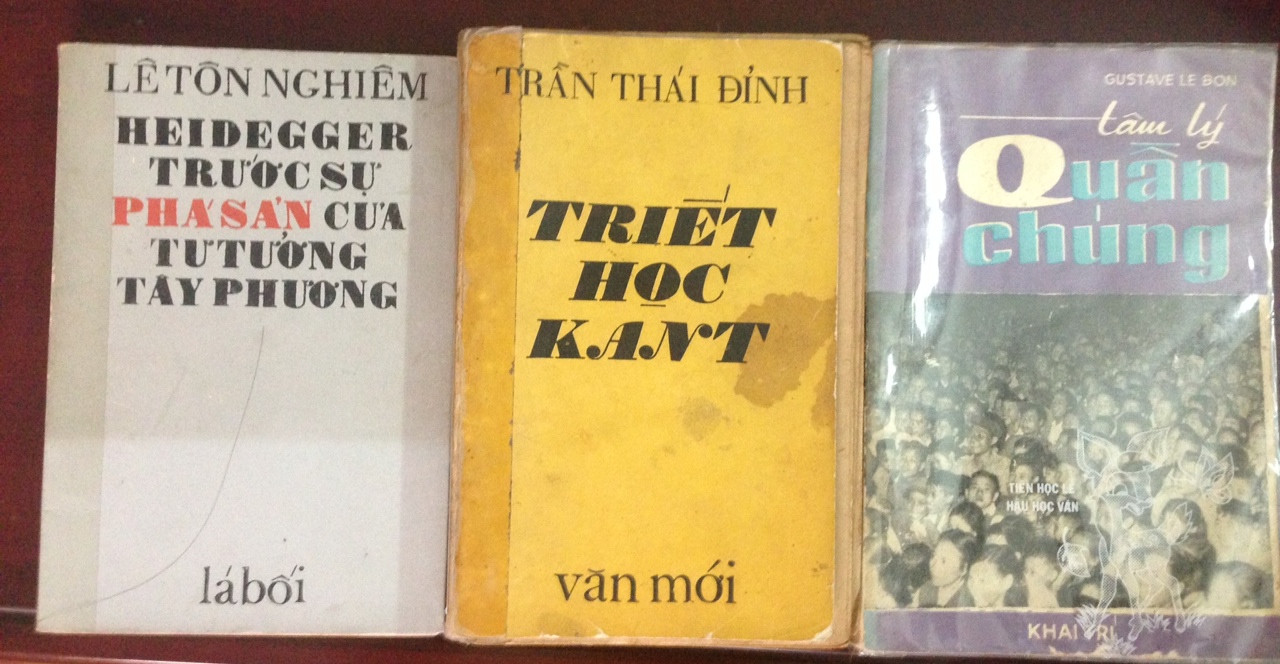 LÊ TÔN NGHIÊM
HEIDEGGER
TRƯỚC SỰ
PHÁ SẢN CỦA
TƯ TƯỞNG
TÂY PHƯƠNG
lá bối
TRẦN THÁI ĐỈNH
TRIẾT
HỌC
KANT
văn mới
GUSTAVE LE BON
tâm lý
Quần
chúng
TIÊN HỌC LỄ
HẬU HỌC VĂN
KHAI TRÍ